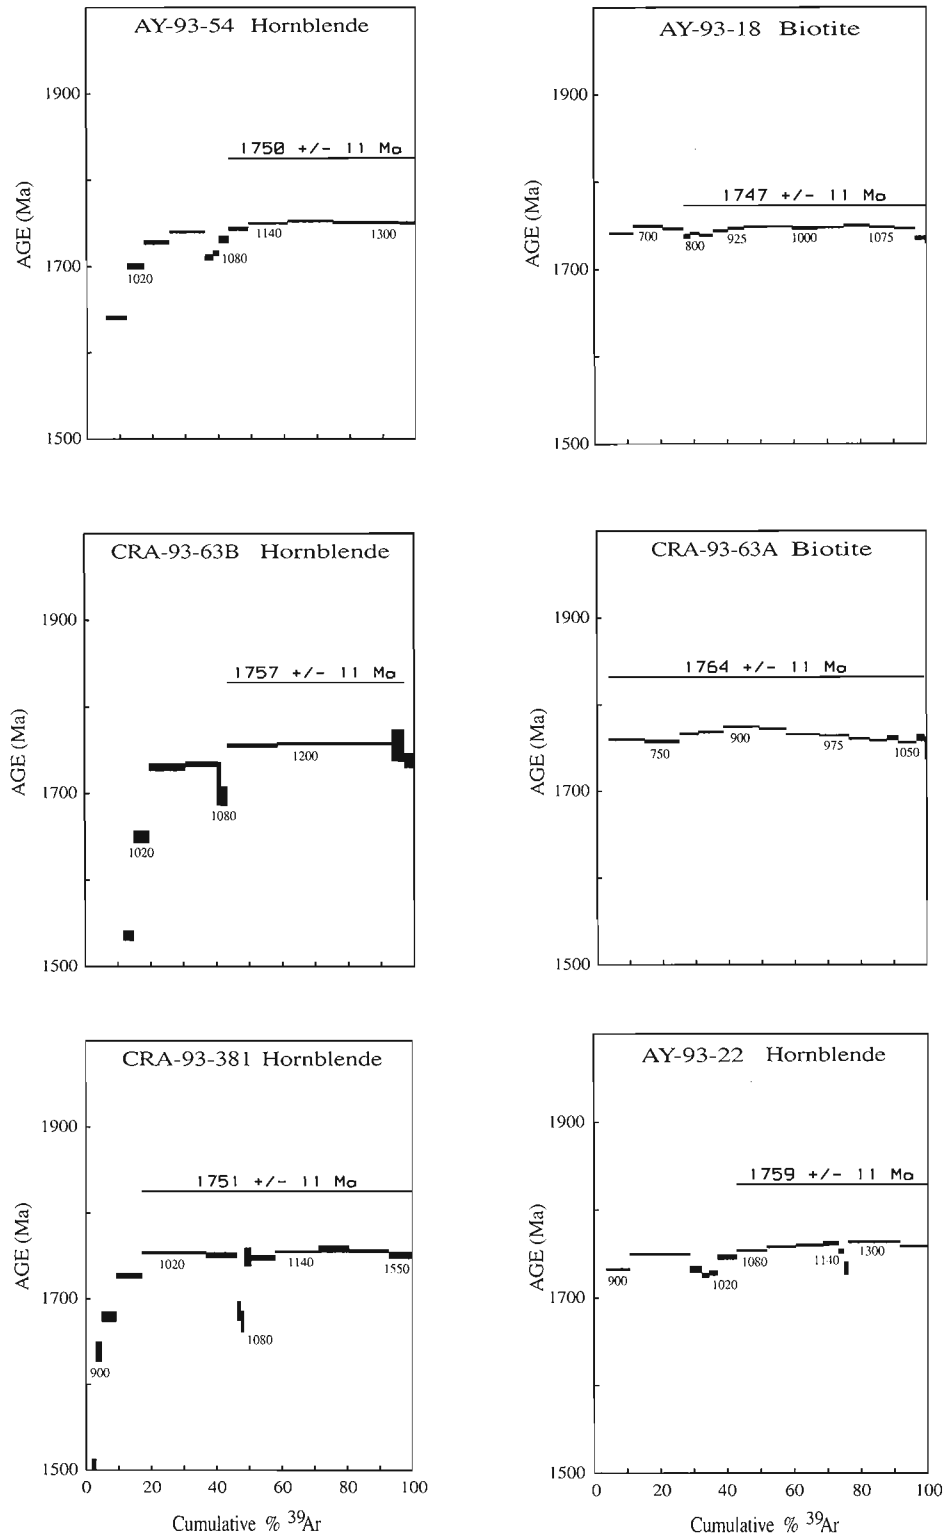 AY-93-54 Hornblende
1900
1750 +/- 11 Ma
AGE (Ma)
1140
1300
1080
1700
1020
1500
AY-93-18 Biotite
1900
1747 +/- 11 Ma
AGE (Ma)
700
800
925
1000
1075
1700
1500
CRA-93-63B Hornblende
1900
1757 +/- 11 Ma
AGE (Ma)
1200
1700
1080
1020
1500
CRA-93-63A Biotite
1900
1764 +/- 11 Ma
AGE (Ma)
750
900
975
1050
1700
1500
CRA-93-381 Hornblende
1900
1751 +/- 11 Ma
AGE (Ma)
1020
1140
1550
1700
1080
900
1500
0 20 40 60 80 100
Cumulative % 39Ar
AY-93-22 Hornblende
1900
1759 +/- 11 Ma
AGE (Ma)
900
1020
1080
1140
1300
1700
1500
0 20 40 60 80 100
Cumulative % 39Ar